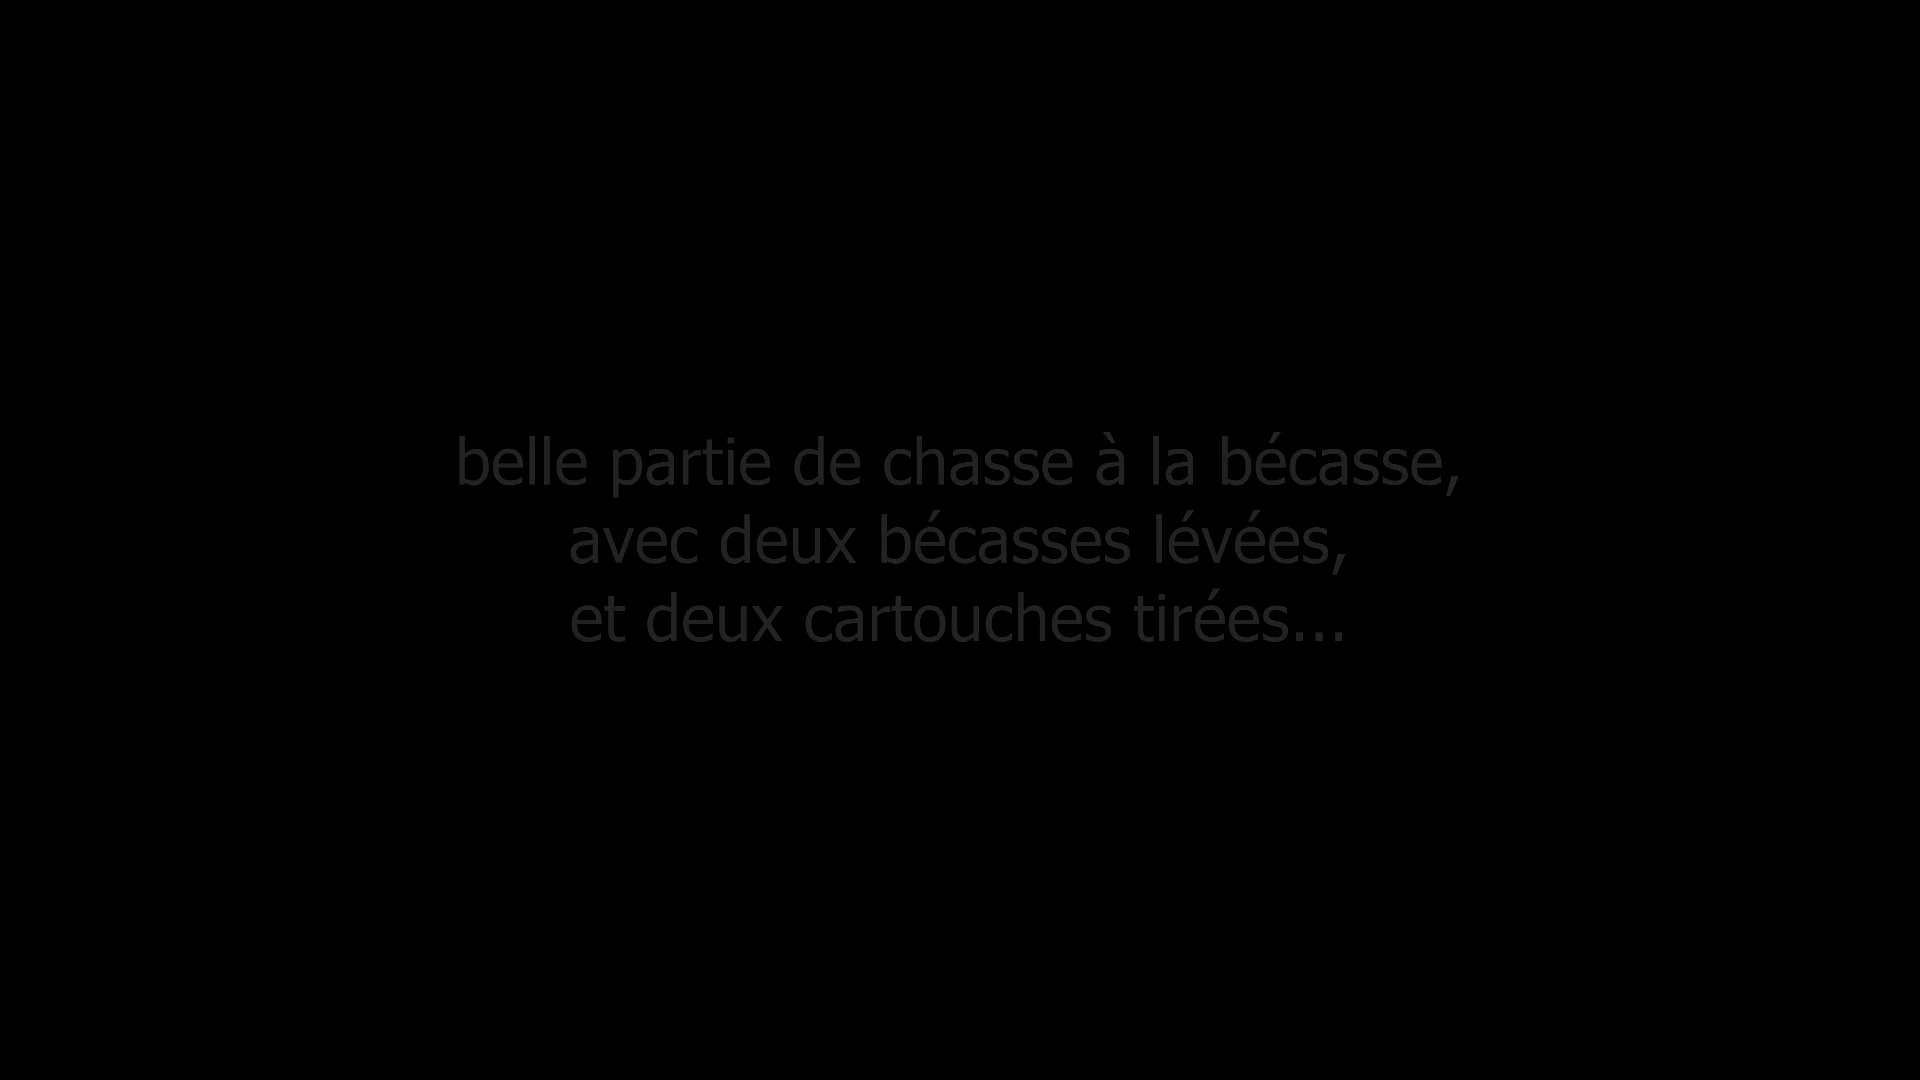 belle partie de chasse à la bécasse,
avec deux bécasses lévées,
et deux cartouches tirées...